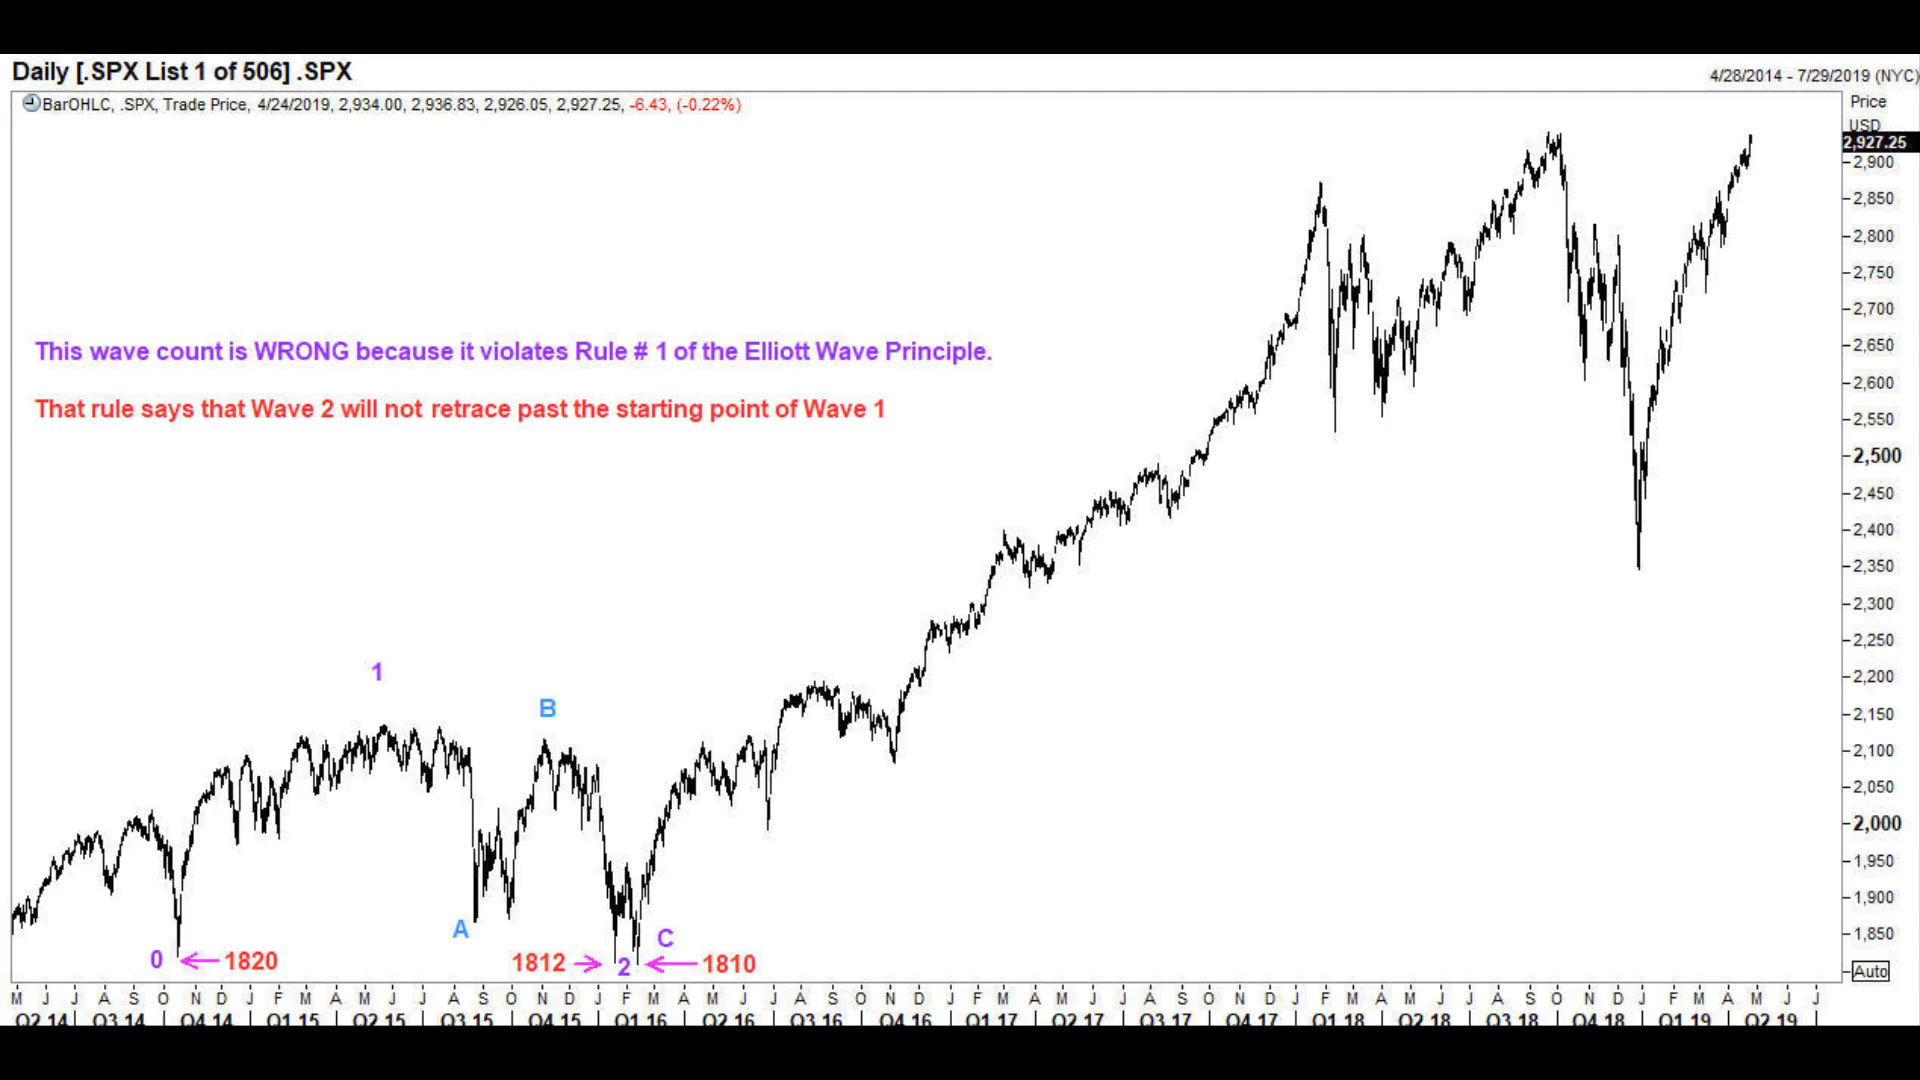 Daily [.SPX List 1 of 506] .SPX
4/28/2014 - 7/29/2019 (NYC)
BarOHLC, .SPX, Trade Price, 4/24/2019, 2,934.00, 2,936.83, 2,926.05, 2,927.25, -6.43, (-0.22%)
Price
USD
2,927.25
2,900
2,850
2,800
2,750
2,700
2,650
2,600
2,550
2,500
2,450
2,400
2,350
2,300
2,250
2,200
2,150
2,100
2,050
2,000
1,950
1,900
1,850
Auto
This wave count is WRONG because it violates Rule # 1 of the Elliott Wave Principle.
That rule says that Wave 2 will not retrace past the starting point of Wave 1
1
B
A
C
0 1820
1812 2 1810
M J J A S O N D J F M A M J J A S O N D J F M A M J J A S O N D J F M A M J J A S O N D J F M A M J J A S O N D J F M A M J J
Q2 14 Q3 14 Q4 14 Q1 15 Q2 15 Q3 15 Q4 15 Q1 16 Q2 16 Q3 16 Q4 16 Q1 17 Q2 17 Q3 17 Q4 17 Q1 18 Q2 18 Q3 18 Q4 18 Q1 19 Q2 19